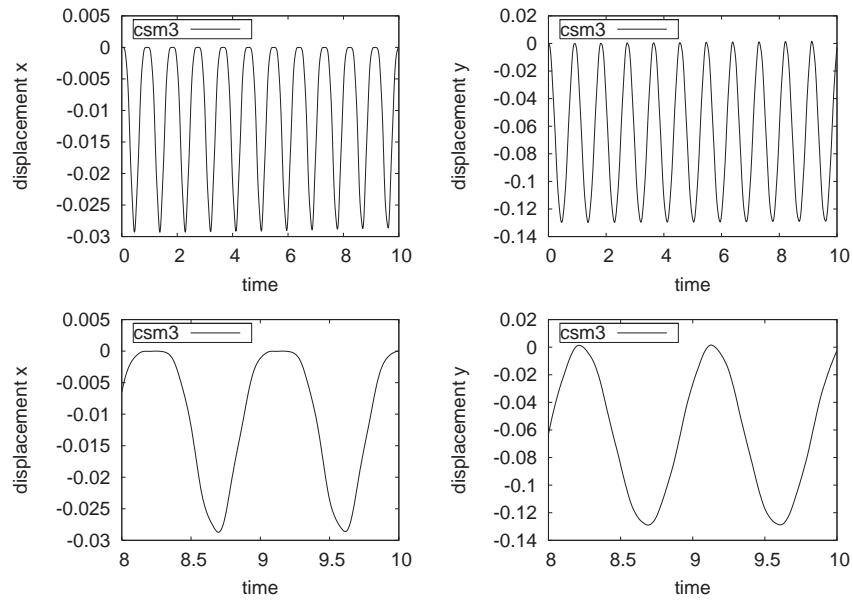 0.005
0
-0.005
-0.01
-0.015
-0.02
-0.025
-0.03
displacement x
csm3
0 2 4 6 8 10
time
0.02
0
-0.02
-0.04
-0.06
-0.08
-0.1
-0.12
-0.14
displacement y
csm3
0 2 4 6 8 10
time
0.005
0
-0.005
-0.01
-0.015
-0.02
-0.025
-0.03
displacement x
csm3
8 8.5 9 9.5 10
time
0.02
0
-0.02
-0.04
-0.06
-0.08
-0.1
-0.12
-0.14
displacement y
csm3
8 8.5 9 9.5 10
time